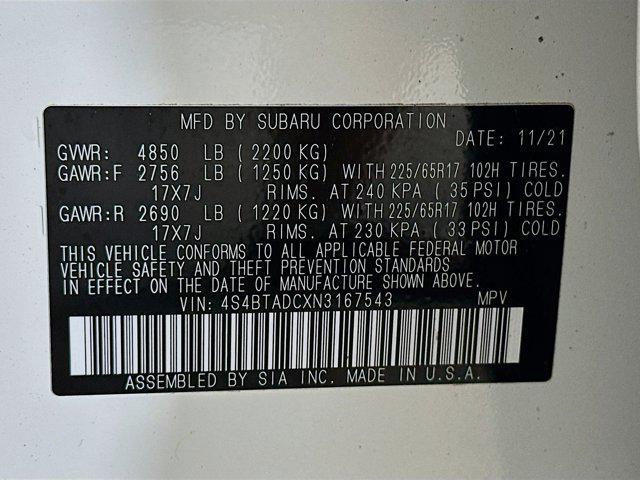 MFD BY SUBARU CORPORATION
DATE: 11/21
GVWR: 4850 LB ( 2200 KG)
GAWR:F 2756 LB ( 1250 KG) WITH 225/65R17 102H TIRES.
17X7J RIMS. AT 240 KPA ( 35 PSI) COLD
GAWR:R 2690 LB ( 1220 KG) WITH 225/65R17 102H TIRES.
17X7J RIMS. AT 230 KPA ( 33 PSI) COLD
THIS VEHICLE CONFORMS TO ALL APPLICABLE FEDERAL MOTOR
VEHICLE SAFETY AND THEFT PREVENTION STANDARDS
IN EFFECT ON THE DATE OF MANUFACTURE SHOWN ABOVE.
VIN: 4S4BTADCXN3167543 MPV
ASSEMBLED BY SIA INC. MADE IN U.S.A.